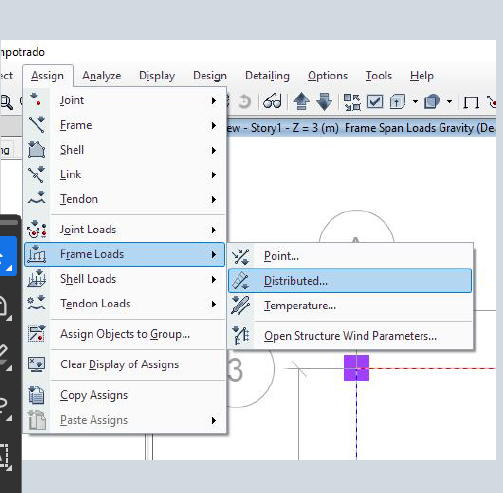 mpotrado
ect Assign Analyze Display Design Detailing Options Tools Help
ew - Story1 - Z = 3 (m) Frame Span Loads Gravity (De
ng
Joint
Frame
Shell
Link
Tendon
Joint Loads
Frame Loads
Shell Loads
Tendon Loads
Assign Objects to Group...
Clear Display of Assigns
Copy Assigns
Paste Assigns
Point...
Distributed...
Temperature...
Open Structure Wind Parameters...
3